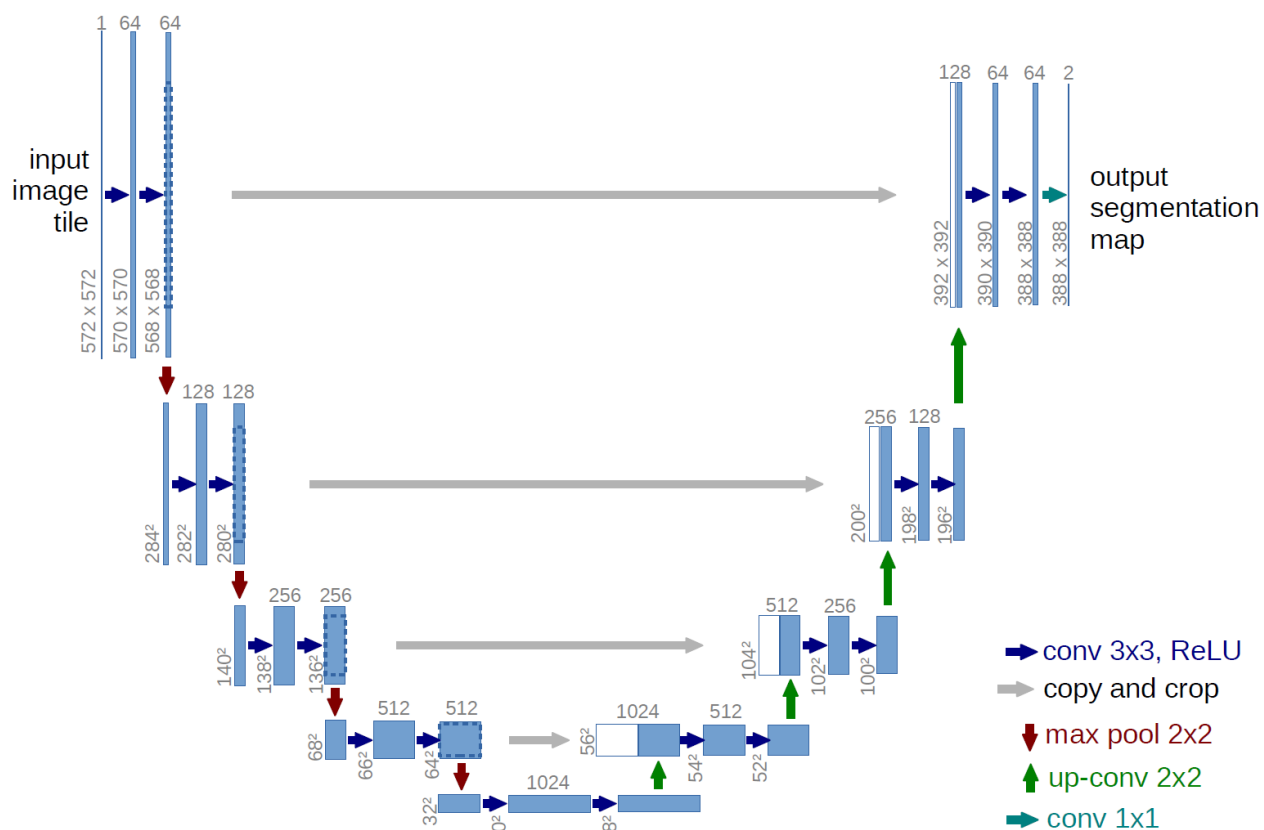 1 64 64
128 64 64 2
input
image
tile
output
segmentation
map
572 x 572
570 x 570
568 x 568
392 x 392
390 x 390
388 x 388
388 x 388
128 128
256 128
284²
282²
280²
200²
198²
196²
256 256
512 256
140²
138²
136²
104²
102²
100²
conv 3x3, ReLU
copy and crop
max pool 2x2
up-conv 2x2
conv 1x1
512 512
1024 512
68²
66²
64²
56²
54²
52²
1024
32²